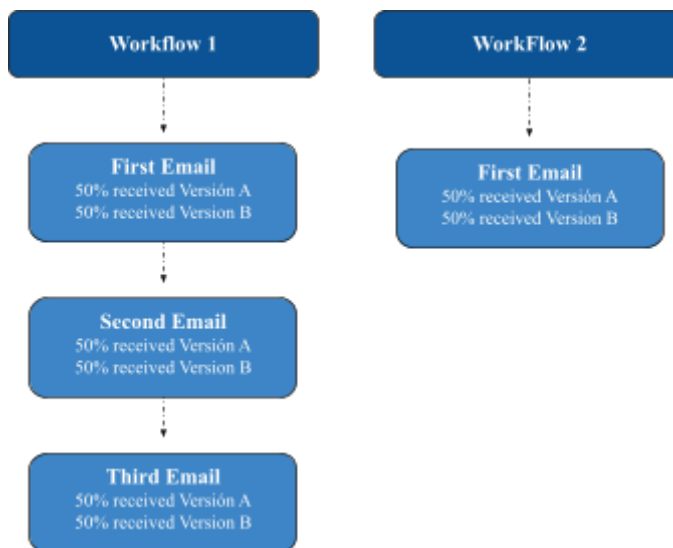 Workflow 1
First Email
50% received Versión A
50% received Version B
Second Email
50% received Versión A
50% received Version B
Third Email
50% received Versión A
50% received Version B
WorkFlow 2
First Email
50% received Versión A
50% received Version B